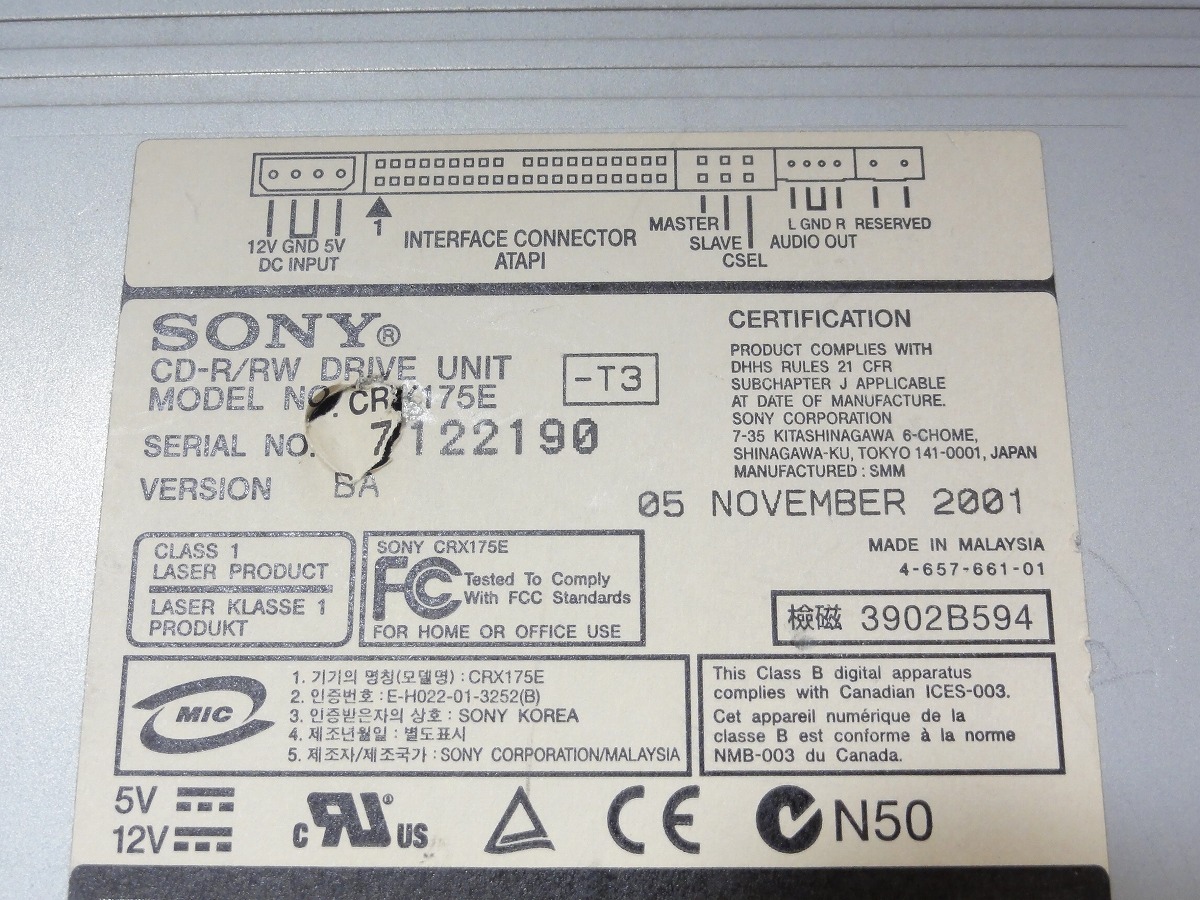 12V GND 5V
DC INPUT
1
INTERFACE CONNECTOR
ATAPI
MASTER
SLAVE
CSEL
L GND R
AUDIO OUT
RESERVED
SONY®
CD-R/RW DRIVE UNIT
MODEL NO. CRX175E
-T3
SERIAL NO. 7122190
VERSION BA
CERTIFICATION
PRODUCT COMPLIES WITH
DHHS RULES 21 CFR
SUBCHAPTER J APPLICABLE
AT DATE OF MANUFACTURE.
SONY CORPORATION
7-35 KITASHINAGAWA 6-CHOME,
SHINAGAWA-KU, TOKYO 141-0001, JAPAN
MANUFACTURED : SMM
05 NOVEMBER 2001
MADE IN MALAYSIA
4-657-661-01
CLASS 1
LASER PRODUCT
LASER KLASSE 1
PRODUKT
SONY CRX175E
FC Tested To Comply
With FCC Standards
FOR HOME OR OFFICE USE
檢磁 3902B594
MIC
1. 기기의 명칭(모델명) : CRX175E
2. 인증번호 : E-H022-01-3252(B)
3. 인증받은자의 상호 : SONY KOREA
4. 제조년월일 : 별도표시
5. 제조자/제조국가 : SONY CORPORATION/MALAYSIA
This Class B digital apparatus
complies with Canadian ICES-003.
Cet appareil numérique de la
classe B est conforme à la norme
NMB-003 du Canada.
5V
12V
c RU US
CE
N50